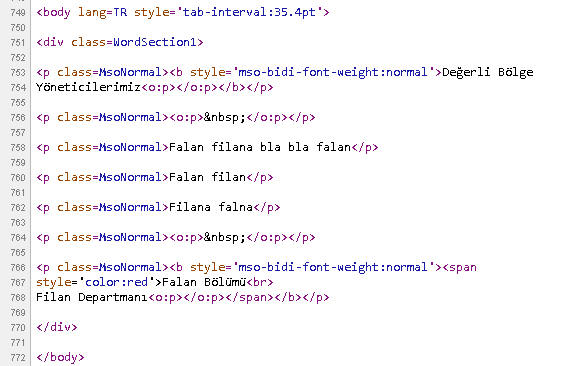 749 <body lang=TR style='tab-interval:35.4pt'>
750
751 <div class=WordSection1>
752
753 <p class=MsoNormal><b style='mso-bidi-font-weight:normal'>Değerli Bölge
754 Yöneticilerimiz<o:p></o:p></b></p>
755
756 <p class=MsoNormal><o:p>&nbsp;</o:p></p>
757
758 <p class=MsoNormal>Falan filana bla bla falan</p>
759
760 <p class=MsoNormal>Falan filan</p>
761
762 <p class=MsoNormal>Filana falna</p>
763
764 <p class=MsoNormal><o:p>&nbsp;</o:p></p>
765
766 <p class=MsoNormal><b style='mso-bidi-font-weight:normal'><span
767 style='color:red'>Falan Bölümü<br>
768 Filan Departmanı<o:p></o:p></span></b></p>
769
770 </div>
771
772 </body>